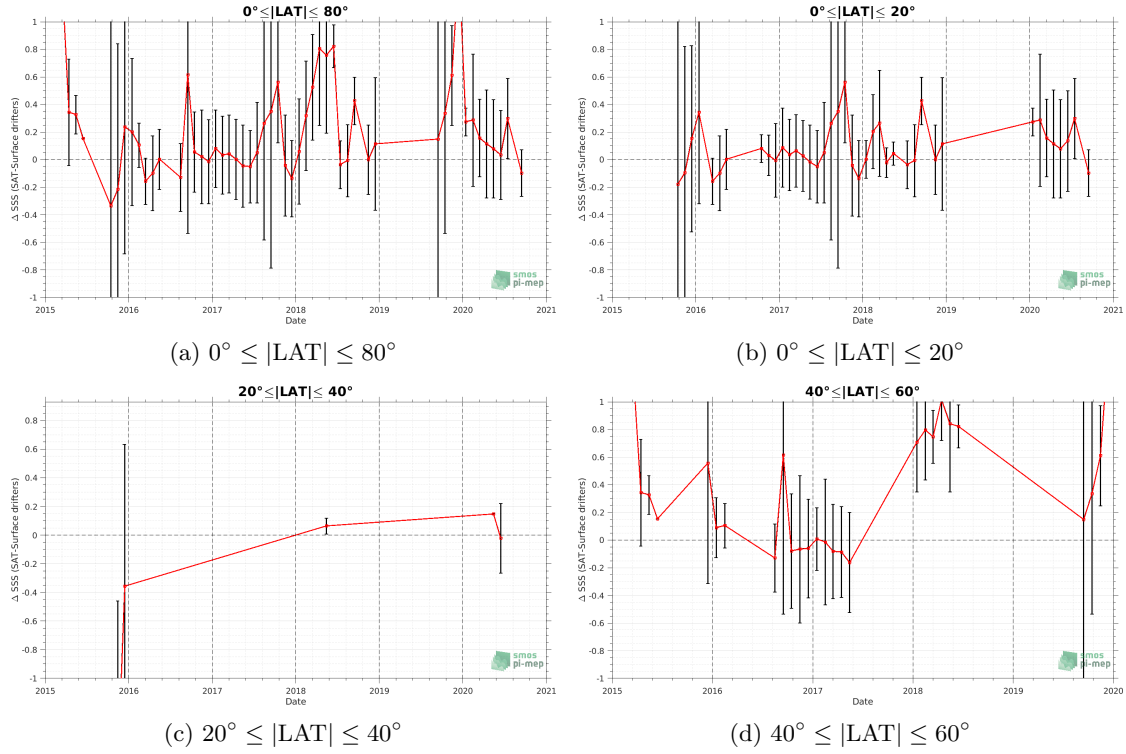 0°≤|LAT|≤ 80°
1
0.8
0.6
0.4
0.2
0
-0.2
-0.4
-0.6
-0.8
-1
Δ SSS (SAT-Surface drifters)
2015 2016 2017 2018 2019 2020 2021
Date
smos
pi-mep
(a) 0° ≤ |LAT| ≤ 80°
0°≤|LAT|≤ 20°
1
0.8
0.6
0.4
0.2
0
-0.2
-0.4
-0.6
-0.8
-1
Δ SSS (SAT-Surface drifters)
2015 2016 2017 2018 2019 2020 2021
Date
smos
pi-mep
(b) 0° ≤ |LAT| ≤ 20°
20°≤|LAT|≤ 40°
0.8
0.6
0.4
0.2
0
-0.2
-0.4
-0.6
-0.8
-1
Δ SSS (SAT-Surface drifters)
2015 2016 2017 2018 2019 2020 2021
Date
smos
pi-mep
(c) 20° ≤ |LAT| ≤ 40°
40°≤|LAT|≤ 60°
1
0.8
0.6
0.4
0.2
0
-0.2
-0.4
-0.6
-0.8
-1
Δ SSS (SAT-Surface drifters)
2015 2016 2017 2018 2019 2020
Date
smos
pi-mep
(d) 40° ≤ |LAT| ≤ 60°